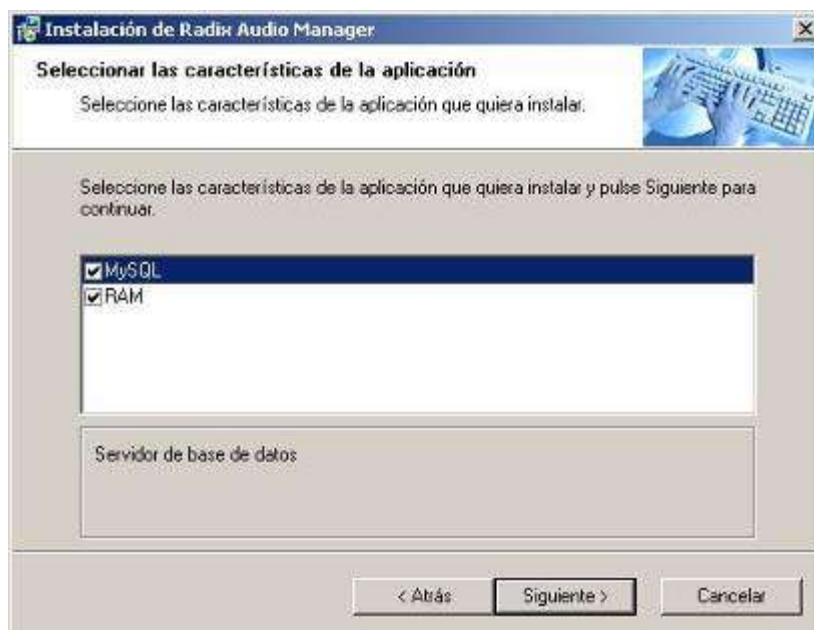 Instalación de Radix Audio Manager
Seleccionar las características de la aplicación
Seleccione las características de la aplicación que quiera instalar.
Seleccione las características de la aplicación que quiera instalar y pulse Siguiente para
continuar.
MySQL
RAM
Servidor de base de datos
< Atrás
Siguiente >
Cancelar